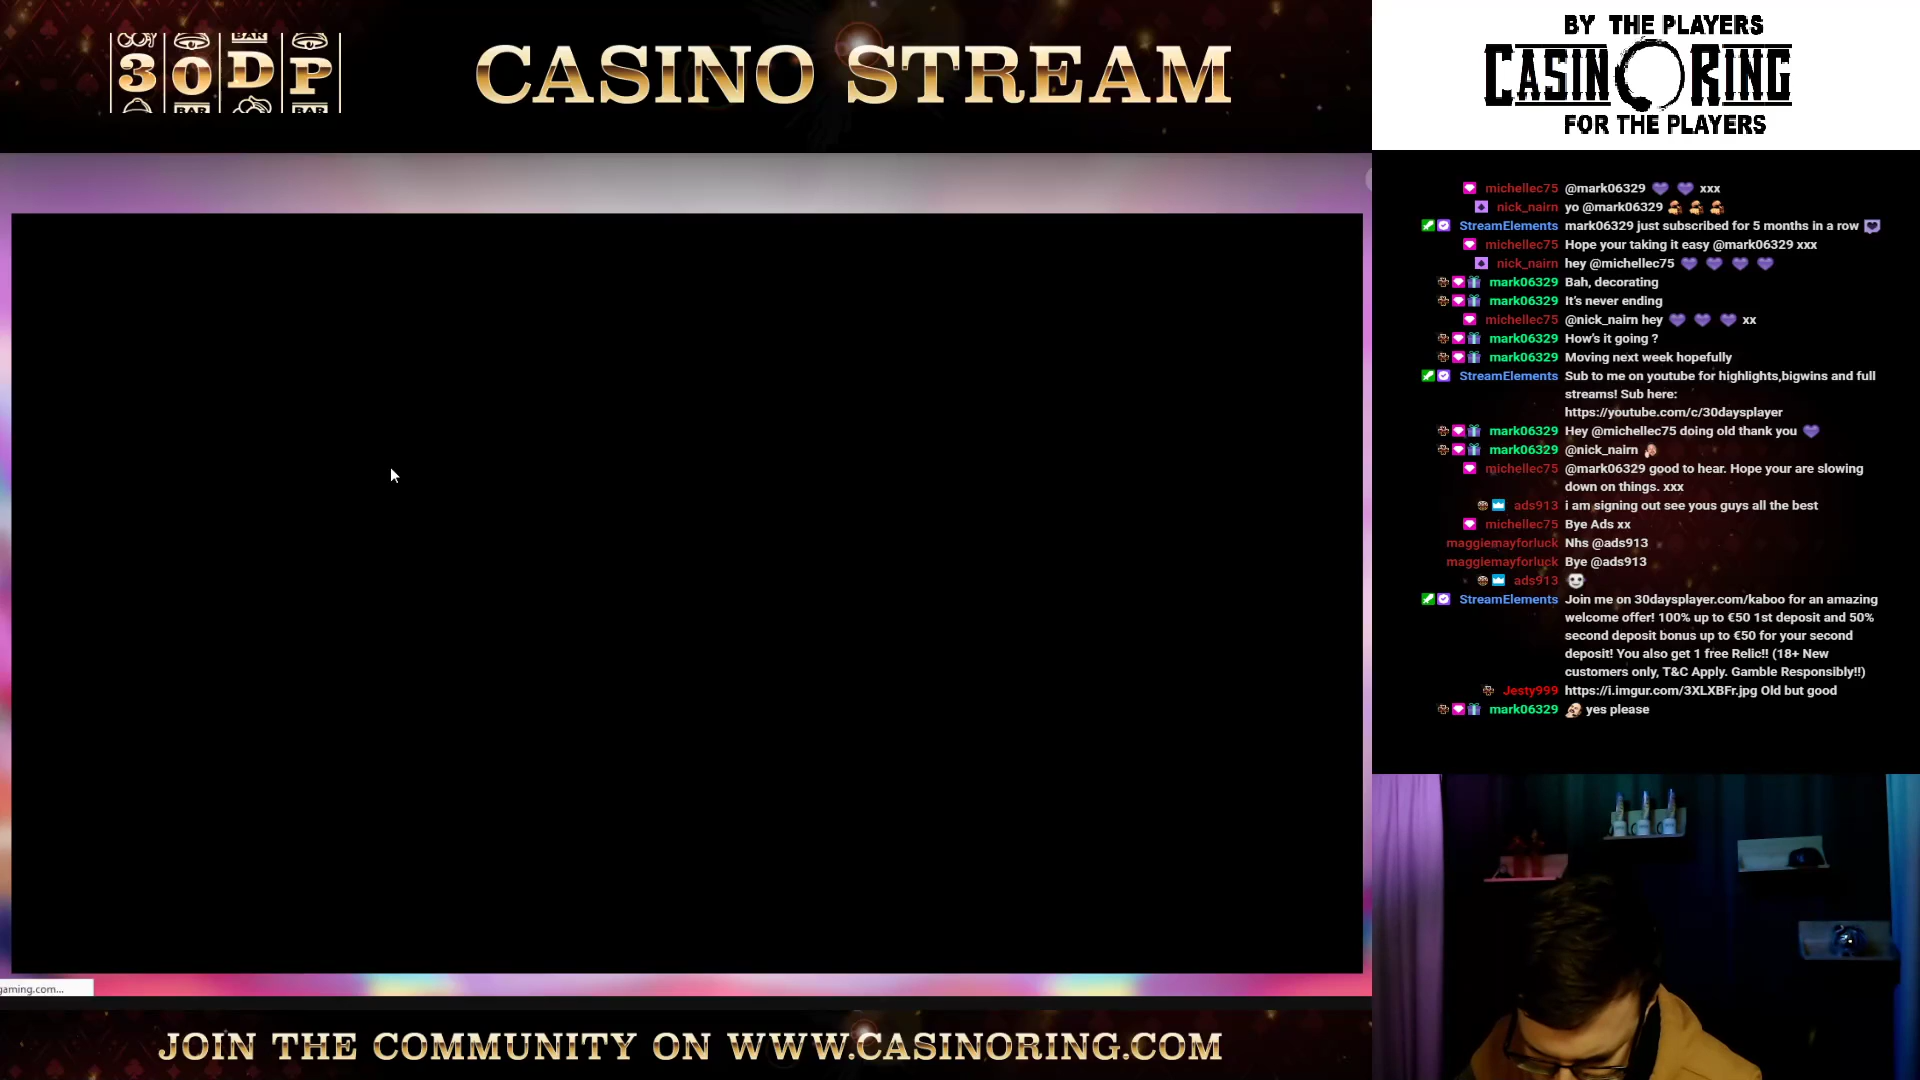 BAR
3 0 D P
BAR BAR
CASINO STREAM
BY THE PLAYERS
CASINO RING
FOR THE PLAYERS
michellec75 @mark06329 xxx
nick_nairn yo @mark06329
StreamElements mark06329 just subscribed for 5 months in a row
michellec75 Hope your taking it easy @mark06329 xxx
nick_nairn hey @michellec75
mark06329 Bah, decorating
mark06329 It's never ending
michellec75 @nick_nairn hey xx
mark06329 How's it going ?
mark06329 Moving next week hopefully
StreamElements Sub to me on youtube for highlights,bigwins and full
streams! Sub here:
https://youtube.com/c/30daysplayer
mark06329 Hey @michellec75 doing old thank you
mark06329 @nick_nairn
michellec75 @mark06329 good to hear. Hope your are slowing
down on things. xxx
ads913 i am signing out see yous guys all the best
michellec75 Bye Ads xx
maggiemayforluck Nhs @ads913
maggiemayforluck Bye @ads913
ads913
StreamElements Join me on 30daysplayer.com/kaboo for an amazing
welcome offer! 100% up to €50 1st deposit and 50%
second deposit bonus up to €50 for your second
deposit! You also get 1 free Relic!! (18+ New
customers only, T&C Apply. Gamble Responsibly!!)
Jesty999 https://i.imgur.com/3XLXBFr.jpg Old but good
mark06329 yes please
gaming.com...
JOIN THE COMMUNITY ON WWW.CASINORING.COM